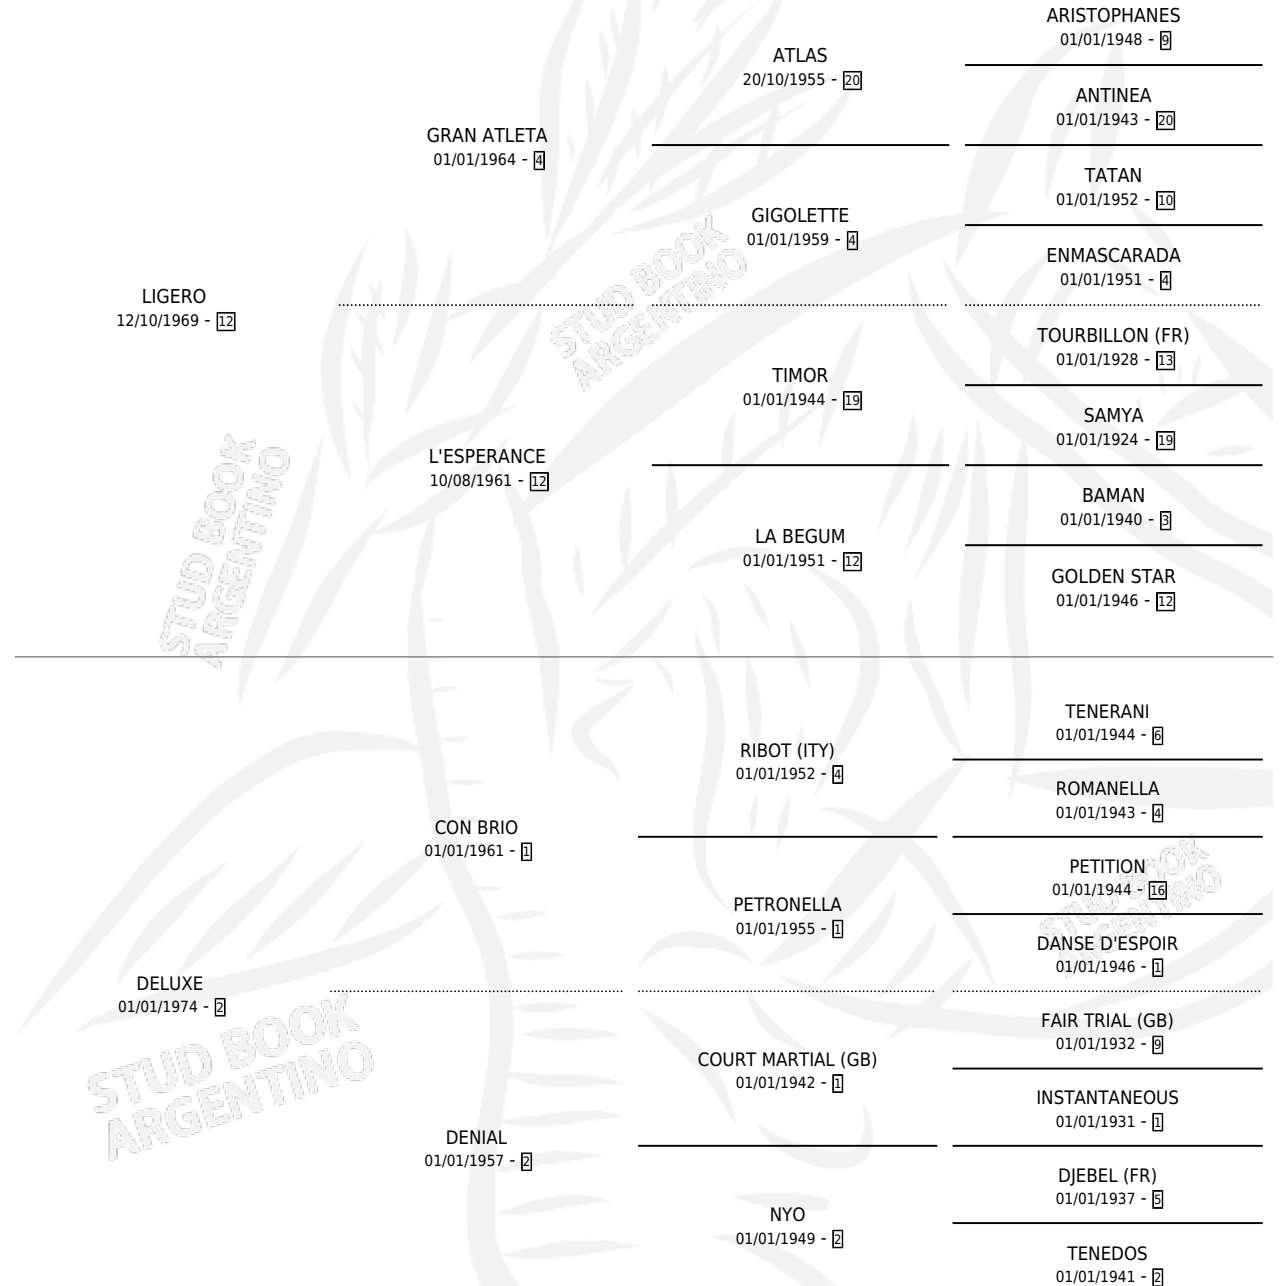 LIGERO
12/10/1969 - 12
GRAN ATLETA
01/01/1964 - 4
ATLAS
20/10/1955 - 20
ARISTOPHANES
01/01/1948 - 9
ANTINEA
01/01/1943 - 20
GIGOLETTE
01/01/1959 - 4
TATAN
01/01/1952 - 10
ENMASCARADA
01/01/1951 - 4
L'ESPERANCE
10/08/1961 - 12
TIMOR
01/01/1944 - 19
TOURBILLON (FR)
01/01/1928 - 13
SAMYA
01/01/1924 - 19
LA BEGUM
01/01/1951 - 12
BAMAN
01/01/1940 - 3
GOLDEN STAR
01/01/1946 - 12
DELUXE
01/01/1974 - 2
CON BRIO
01/01/1961 - 1
RIBOT (ITY)
01/01/1952 - 4
TENERANI
01/01/1944 - 6
ROMANELLA
01/01/1943 - 4
PETRONELLA
01/01/1955 - 1
PETITION
01/01/1944 - 16
DANSE D'ESPOIR
01/01/1946 - 1
DENIAL
01/01/1957 - 2
COURT MARTIAL (GB)
01/01/1942 - 1
FAIR TRIAL (GB)
01/01/1932 - 9
INSTANTANEOUS
01/01/1931 - 1
NYO
01/01/1949 - 2
DJEBEL (FR)
01/01/1937 - 5
TENEDOS
01/01/1941 - 2
STUD BOOK
ARGENTINO
STUD BOOK
ARGENTINO
STUD BOOK
ARGENTINO
STUD BOOK
ARGENTINO